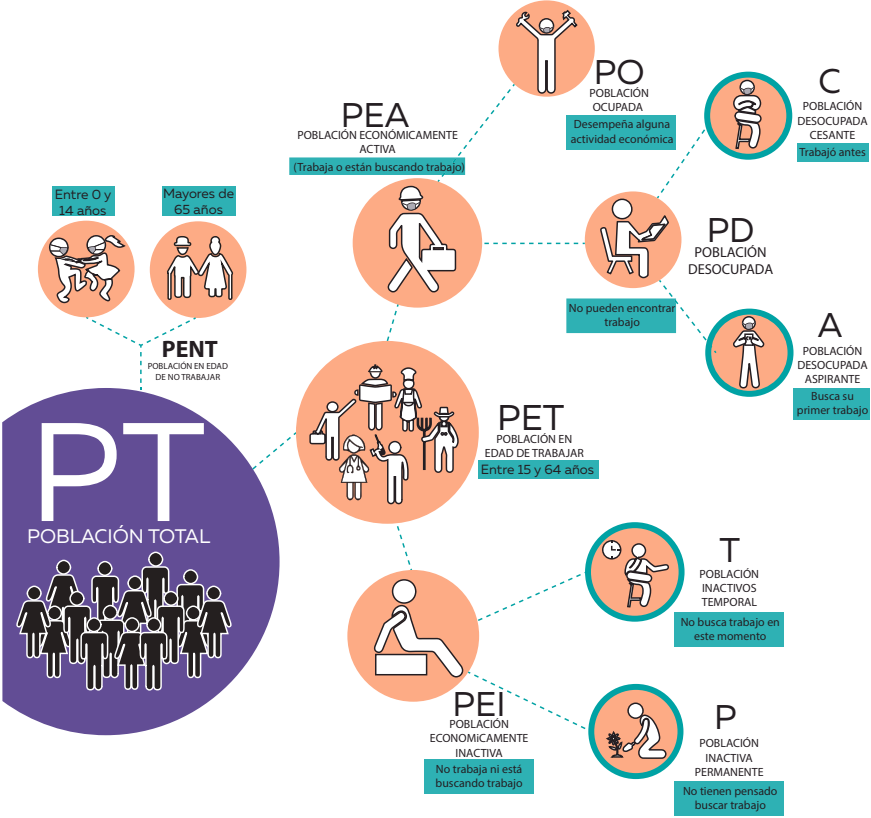 PT
POBLACIÓN TOTAL
Entre 0 y
14 años
Mayores de
65 años
PENT
POBLACIÓN EN EDAD
DE NO TRABAJAR
PET
POBLACIÓN EN
EDAD DE TRABAJAR
Entre 15 y 64 años
PEA
POBLACIÓN ECONÓMICAMENTE
ACTIVA
(Trabaja o están buscando trabajo)
PO
POBLACIÓN
OCUPADA
Desempeña alguna
actividad económica
PD
POBLACIÓN
DESOCUPADA
No pueden encontrar
trabajo
C
POBLACIÓN
DESOCUPADA
CESANTE
Trabajó antes
A
POBLACIÓN
DESOCUPADA
ASPIRANTE
Busca su
primer trabajo
PEI
POBLACIÓN
ECONOMiCAMENTE
INACTIVA
No trabaja ni está
buscando trabajo
T
POBLACIÓN
INACTIVOS
TEMPORAL
No busca trabajo en
este momento
P
POBLACIÓN
INACTIVA
PERMANENTE
No tienen pensado
buscar trabajo